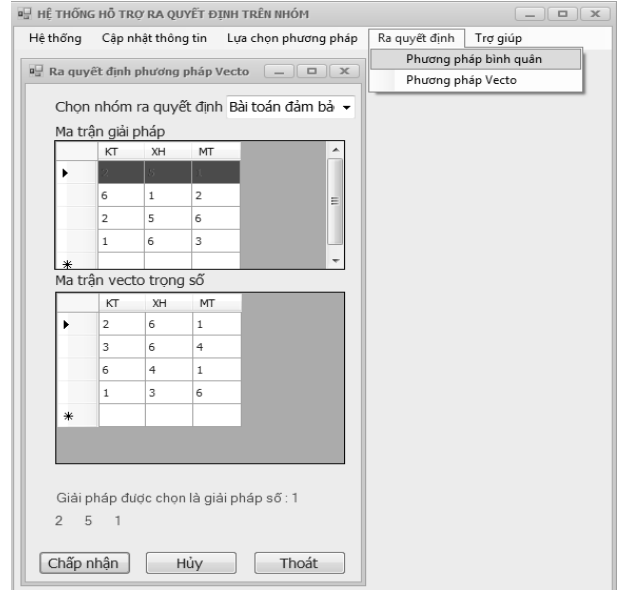 HỆ THỐNG HỖ TRỢ RA QUYẾT ĐỊNH TRÊN NHÓM
Hệ thống Cập nhật thông tin Lựa chọn phương pháp Ra quyết định Trợ giúp
Phương pháp bình quân
Phương pháp Vecto
Ra quyết định phương pháp Vecto
Chọn nhóm ra quyết định Bài toán đảm bả
Ma trận giải pháp
KT XH MT
6 1 2
2 5 6
1 6 3
Ma trận vecto trọng số
KT XH MT
2 6 1
3 6 4
6 4 1
1 3 6
Giải pháp được chọn là giải pháp số : 1
2 5 1
Chấp nhận Hủy Thoát